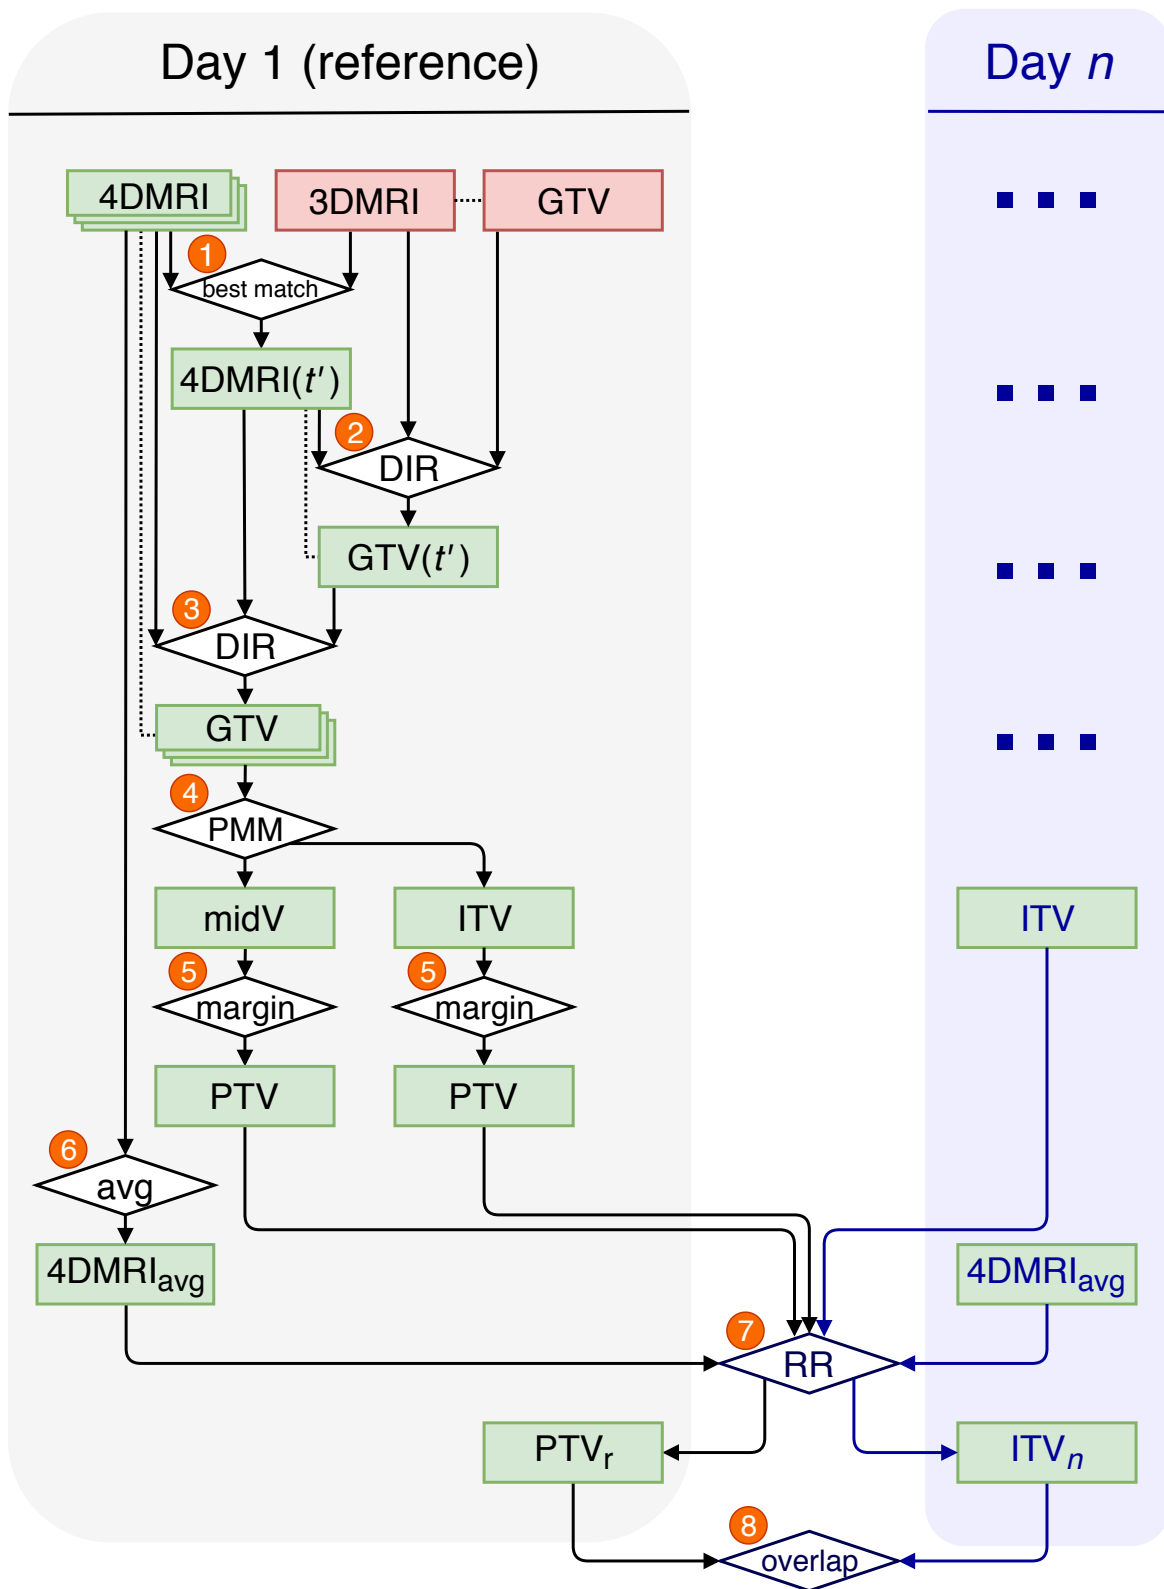 Day 1 (reference)
Day n
4DMRI
3DMRI
GTV
1
best match
4DMRI(t′)
2
DIR
GTV(t′)
3
DIR
GTV
4
PMM
midV
ITV
ITV
5
5
margin
margin
PTV
PTV
6
avg
4DMRIavg
4DMRIavg
7
RR
PTVr
ITVn
8
overlap